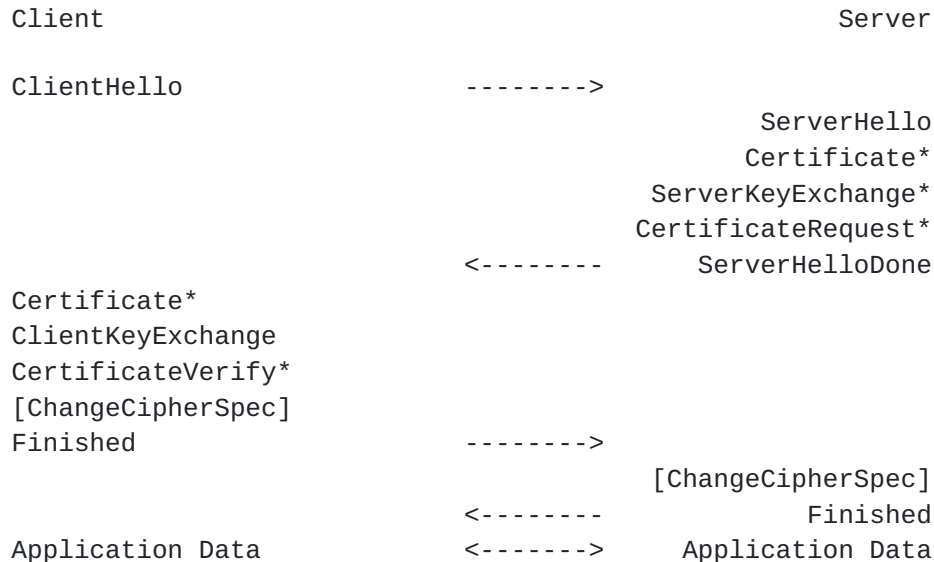 Client Server
ClientHello -------->
ServerHello
Certificate*
ServerKeyExchange*
CertificateRequest*
<-------- ServerHelloDone
Certificate*
ClientKeyExchange
CertificateVerify*
[ChangeCipherSpec]
Finished -------->
[ChangeCipherSpec]
<-------- Finished
Application Data <-------> Application Data